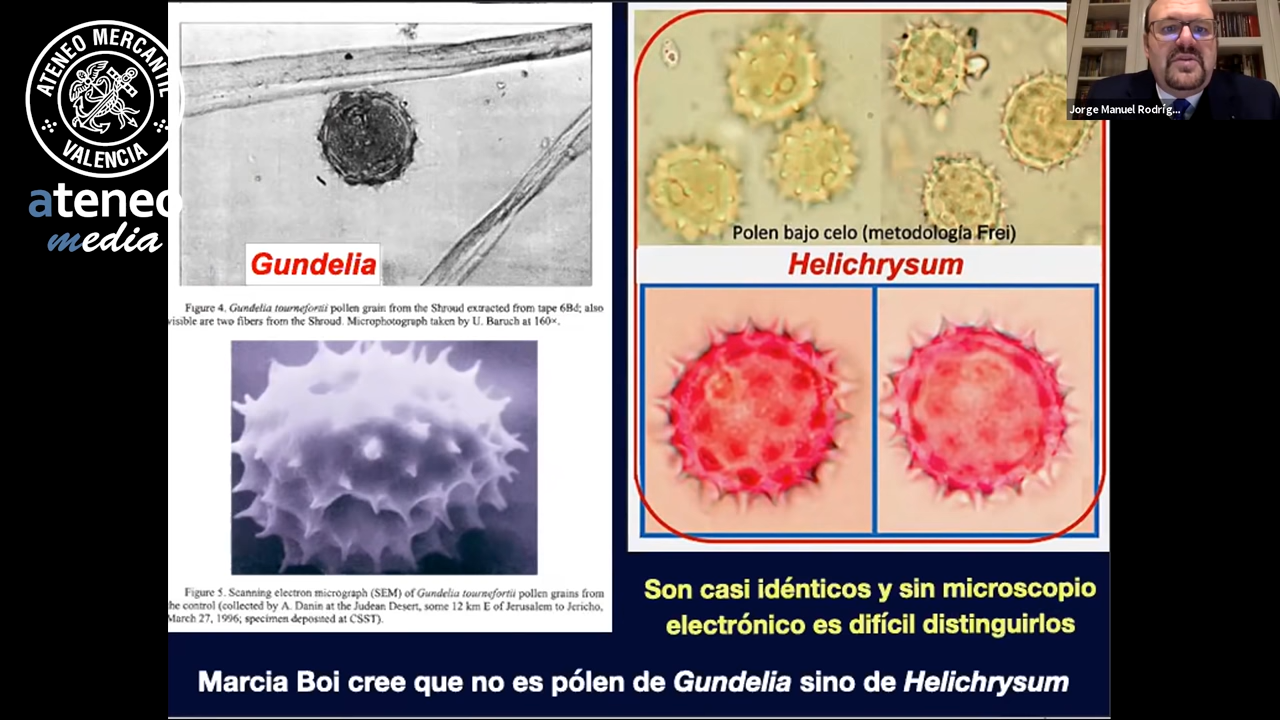 ATENEO MERCANTIL
VALENCIA
ateneo
media
Gundelia
Figure 4. Gundelia tournefortii pollen grain from the Shroud extracted from tape 6Bd; also
visible are two fibers from the Shroud. Microphotograph taken by U. Baruch at 160×.
Figure 5. Scanning electron micrograph (SEM) of Gundelia tournefortii pollen grains from
the control (collected by A. Danin at the Judean Desert, some 12 km E of Jerusalem to Jericho,
March 27, 1996; specimen deposited at CSST).
Polen bajo celo (metodología Frei)
Helichrysum
Son casi idénticos y sin microscopio
electrónico es difícil distinguirlos
Marcia Boi cree que no es pólen de Gundelia sino de Helichrysum
Jorge Manuel Rodríg...